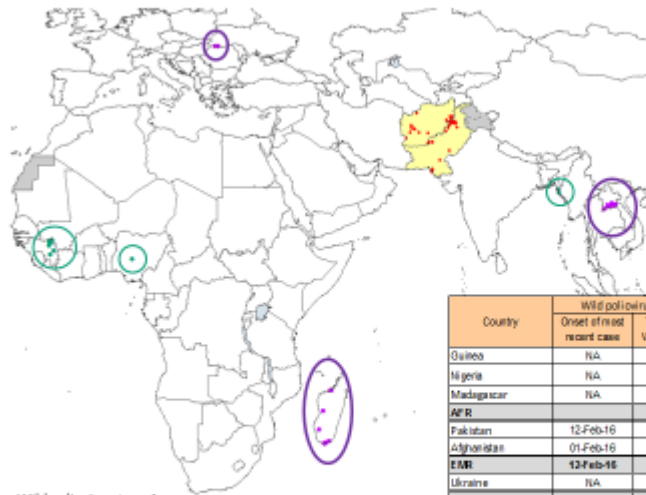 Wild poliovir
Country
Onset of most
recent case
Guinea NA
Nigeria NA
Madagascar NA
AFR
Pakistan 12-Feb-16
Afghanistan 01-Feb-16
EMR 12-Feb-16
Ukraine NA